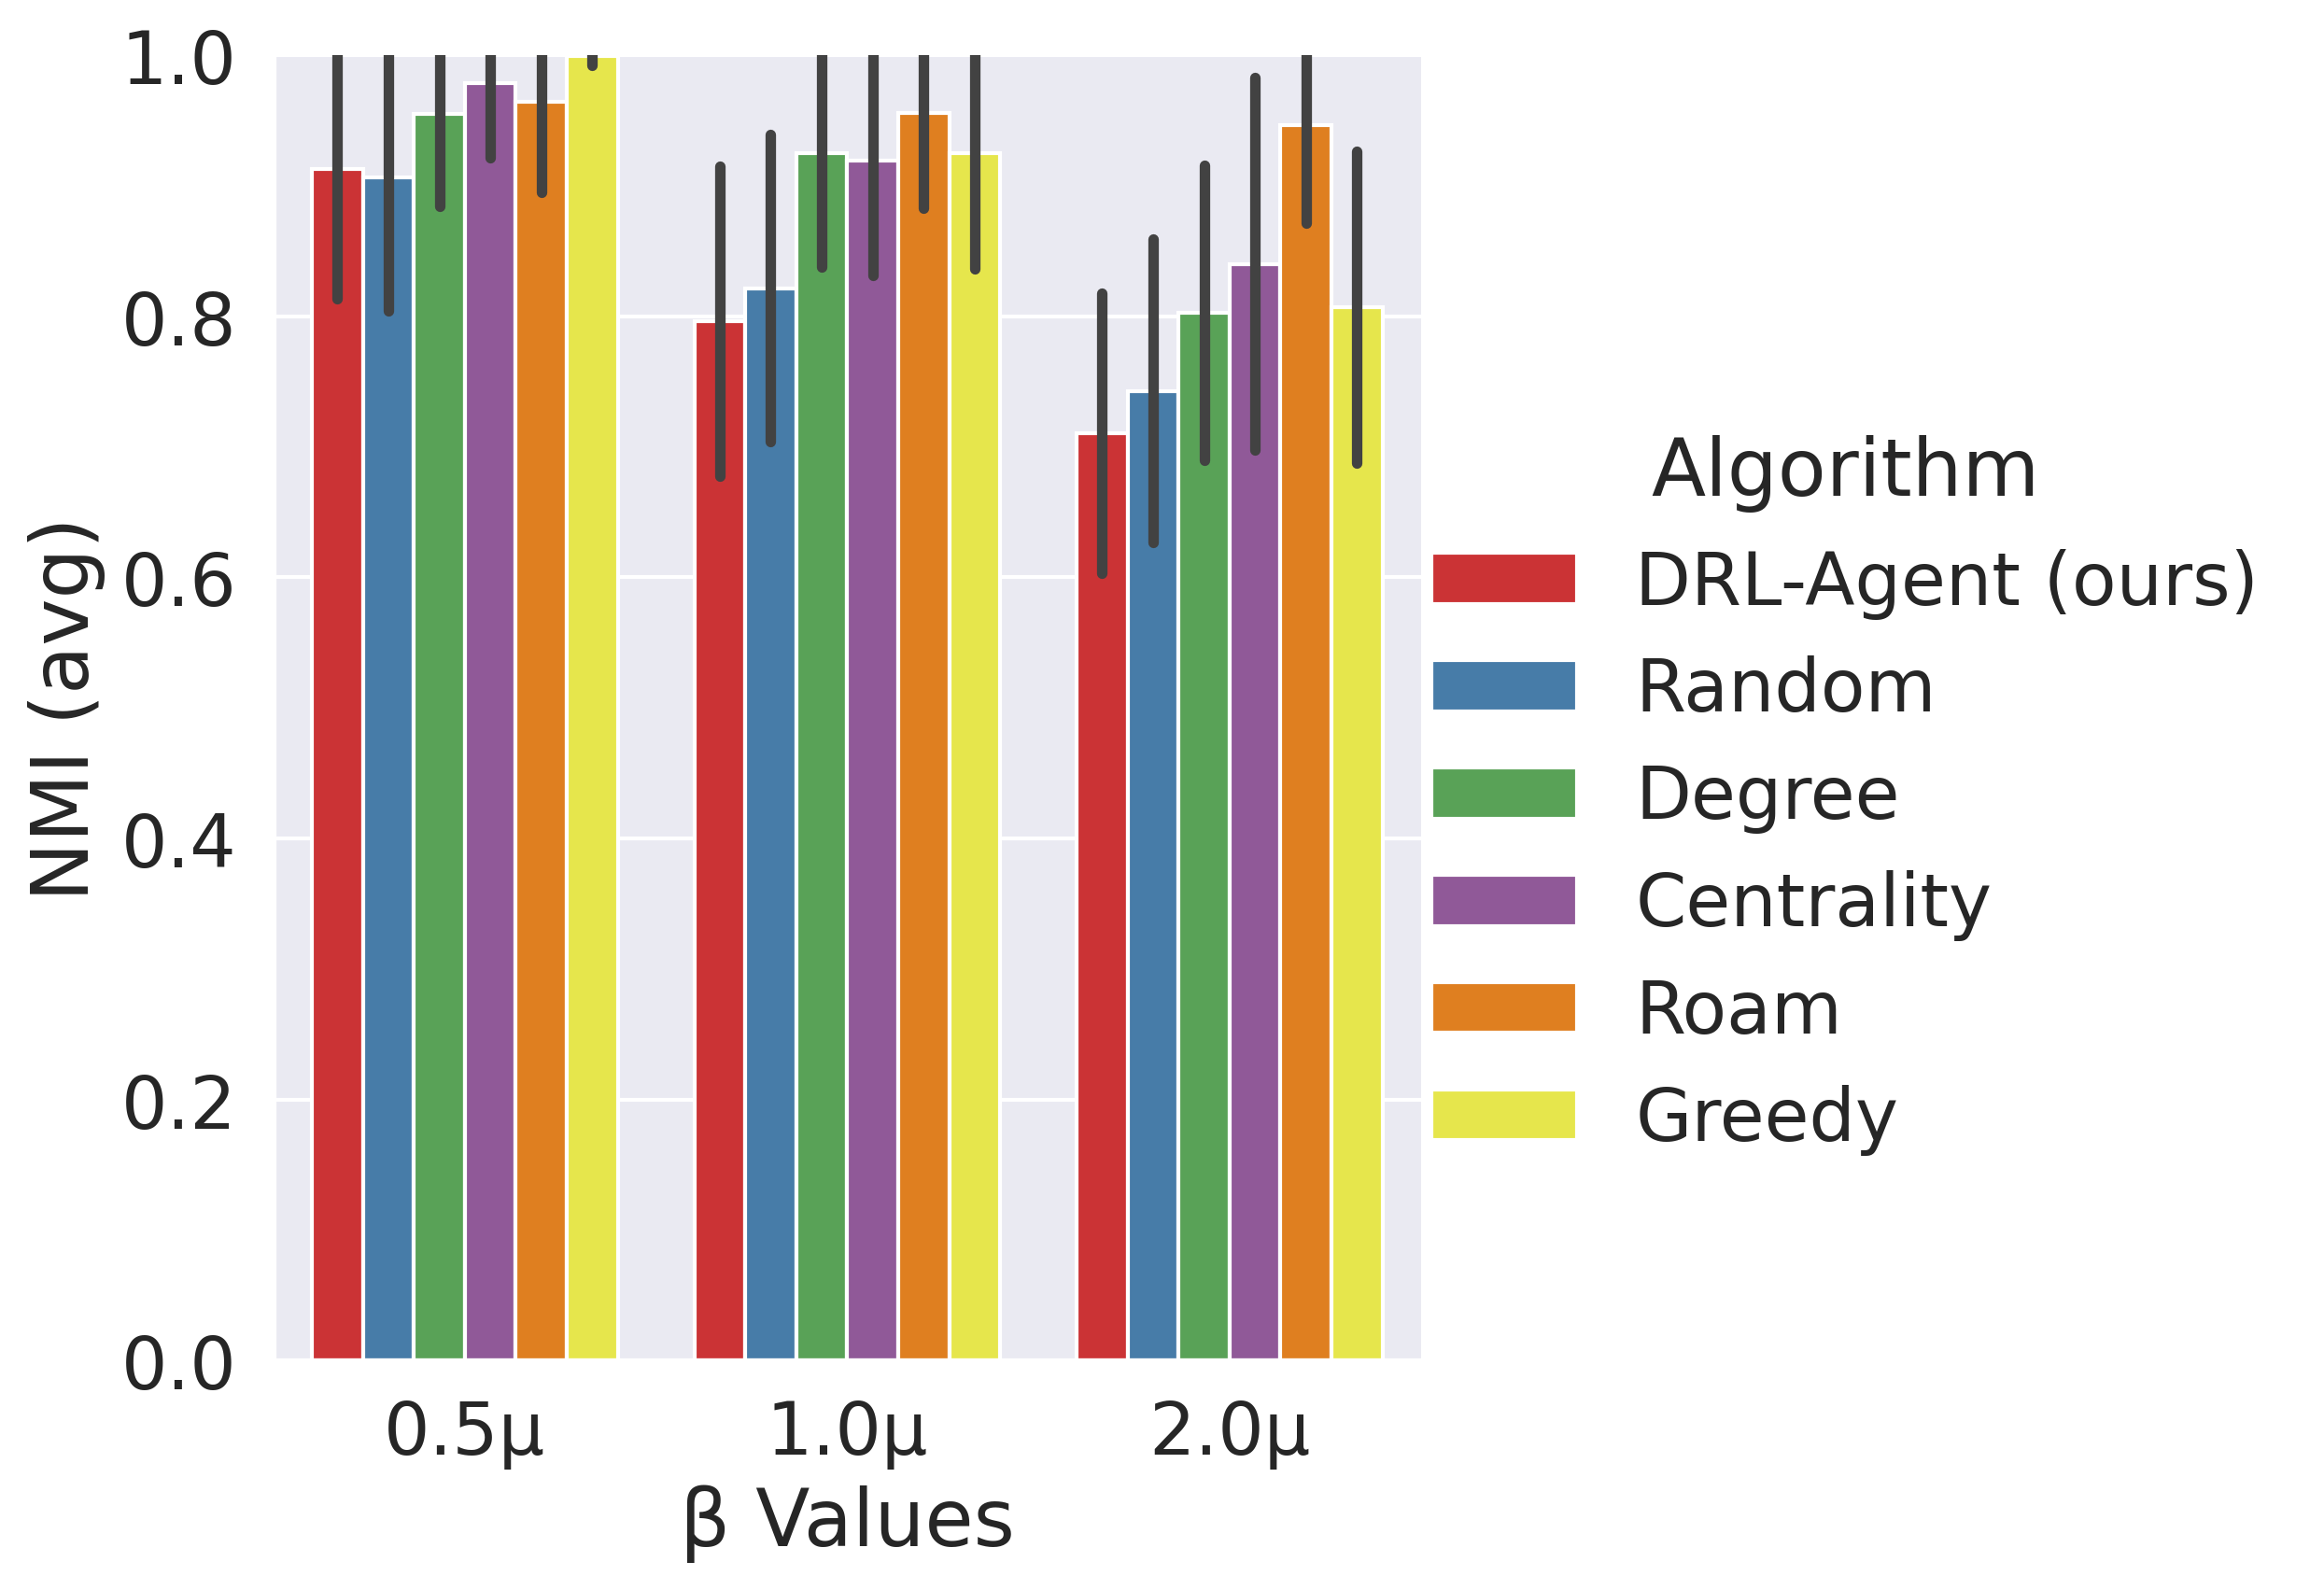 NMI (avg)
1.0
0.8
0.6
0.4
0.2
0.0
0.5μ 1.0μ 2.0μ
β Values
Algorithm
DRL-Agent (ours)
Random
Degree
Centrality
Roam
Greedy